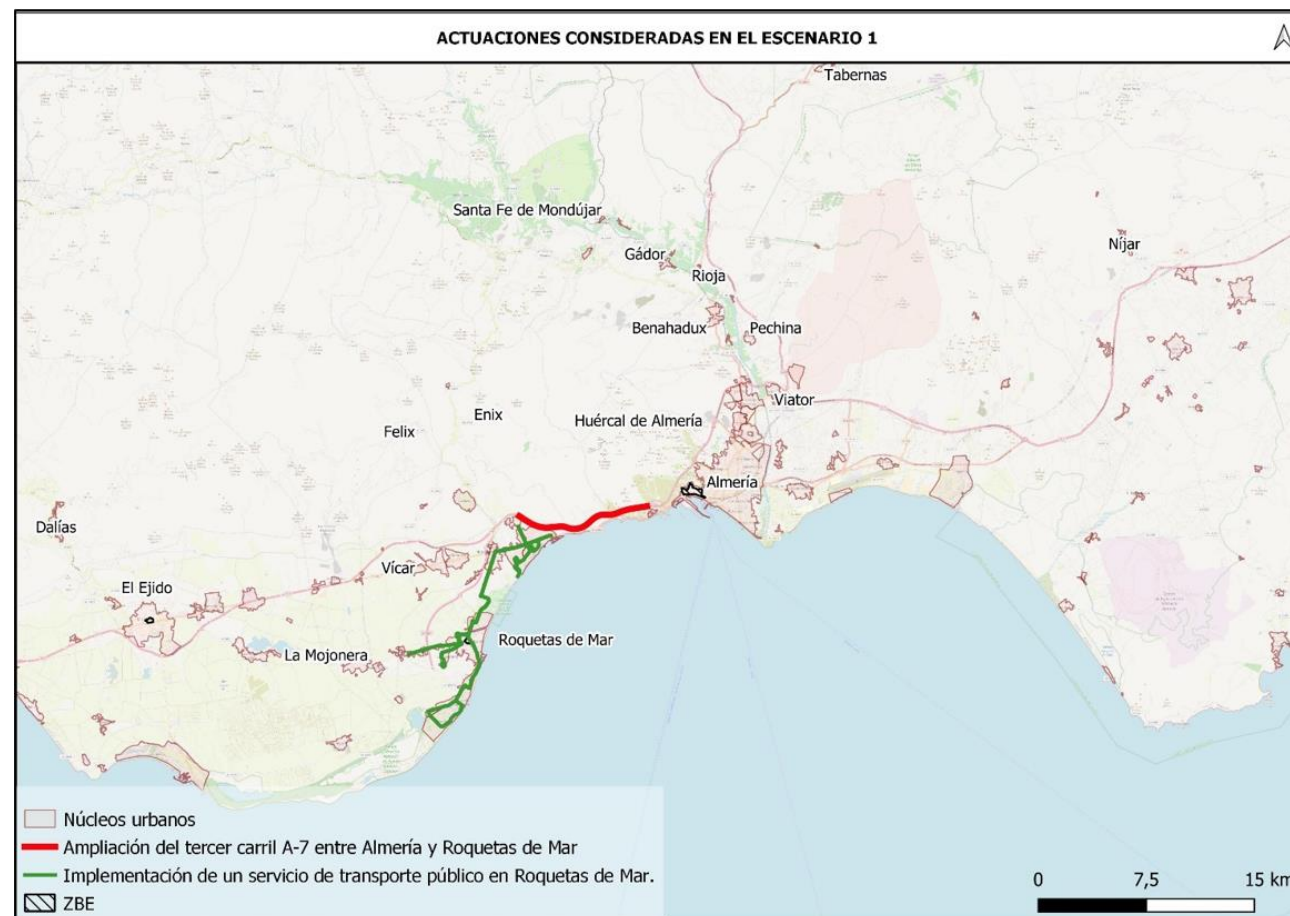 ACTUACIONES CONSIDERADAS EN EL ESCENARIO 1
Tabernas
Santa Fe de Mondújar
Gádor
Níjar
Rioja
Benahadux
Pechina
Viator
Enix
Huércal de Almería
Felix
Almería
Dalías
Vícar
El Ejido
Roquetas de Mar
La Mojonera
Núcleos urbanos
Ampliación del tercer carril A-7 entre Almería y Roquetas de Mar
Implementación de un servicio de transporte público en Roquetas de Mar.
ZBE
0 7,5 15 km